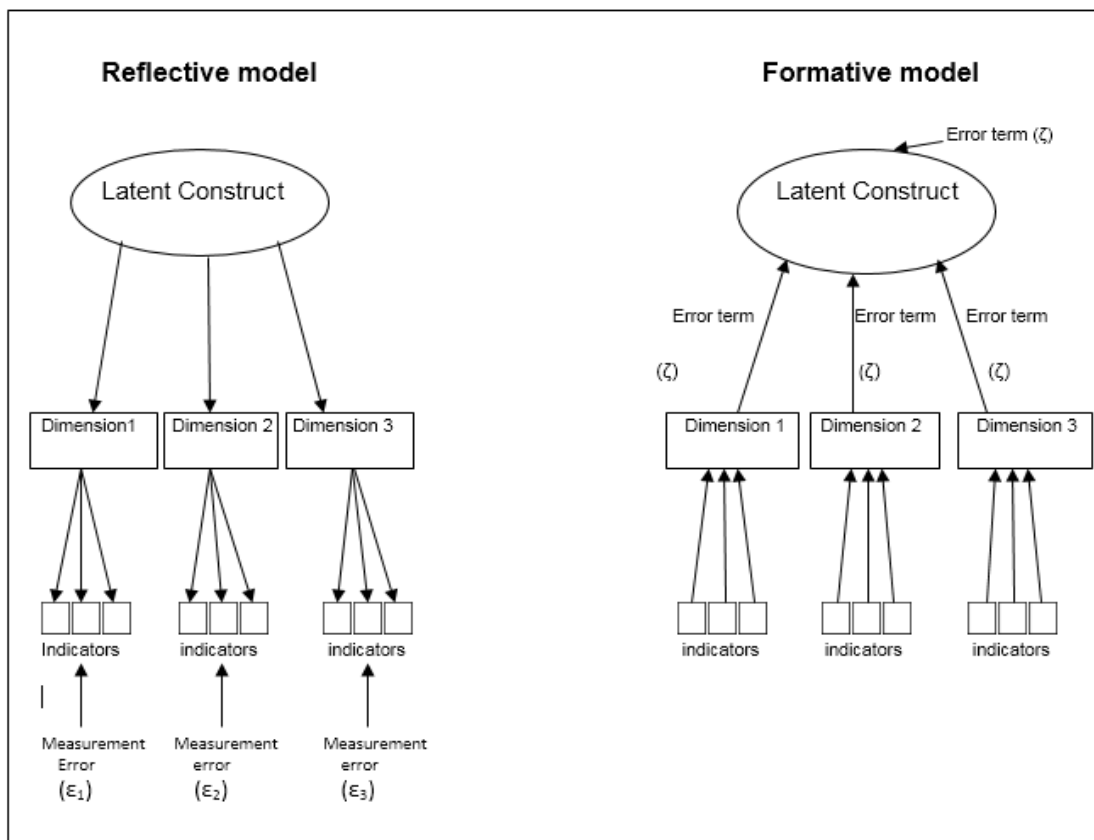 Reflective model
Latent Construct
Dimension1
Dimension 2
Dimension 3
Indicators
indicators
indicators
Measurement
Error
(ε₁)
Measurement
error
(ε₂)
Measurement
error
(ε₃)
Formative model
Error term (ζ)
Latent Construct
Error term
(ζ)
Error term
(ζ)
Error term
(ζ)
Dimension 1
Dimension 2
Dimension 3
indicators
indicators
indicators